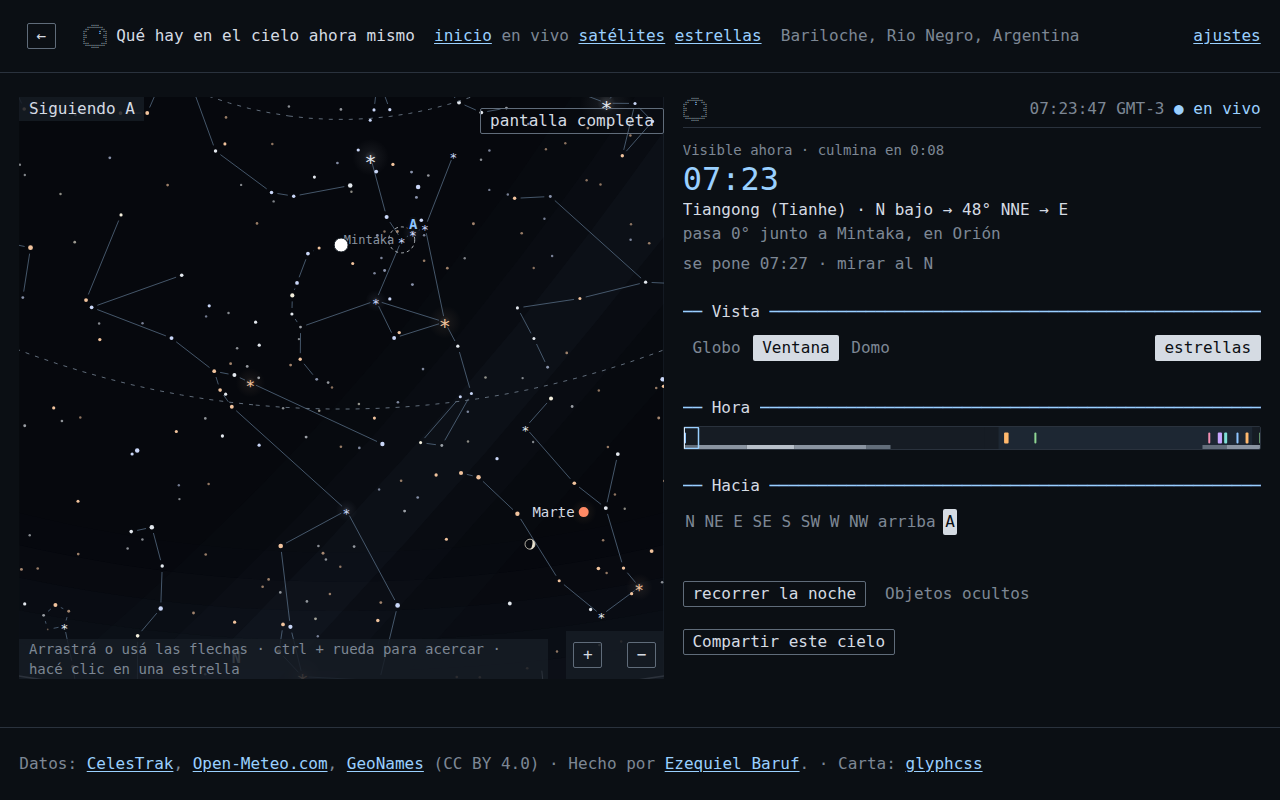 ← Qué hay en el cielo ahora mismo inicio en vivo satélites estrellas Bariloche, Rio Negro, Argentina ajustes
Siguiendo A
pantalla completa
A
Mintaka
Marte
N
Arrastrá o usá las flechas · ctrl + rueda para acercar ·
hacé clic en una estrella
+ −
07:23:47 GMT-3 ● en vivo
Visible ahora · culmina en 0:08
07:23
Tiangong (Tianhe) · N bajo → 48° NNE → E
pasa 0° junto a Mintaka, en Orión
se pone 07:27 · mirar al N
Vista
Globo Ventana Domo estrellas
Hora
Hacia
N NE E SE S SW W NW arriba A
recorrer la noche Objetos ocultos
Compartir este cielo
Datos: CelesTrak, Open-Meteo.com, GeoNames (CC BY 4.0) · Hecho por Ezequiel Baruf. · Carta: glyphcss